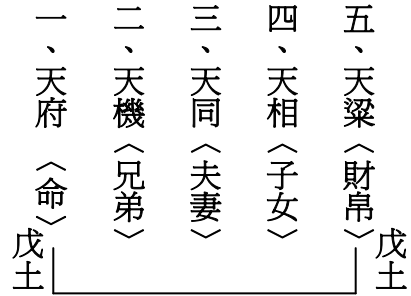 一、天府 〈命〉
二、天機〈兄弟〉
三、天同〈夫妻〉
四、天相〈子女〉
五、天粱〈財帛〉
戊土
戊土